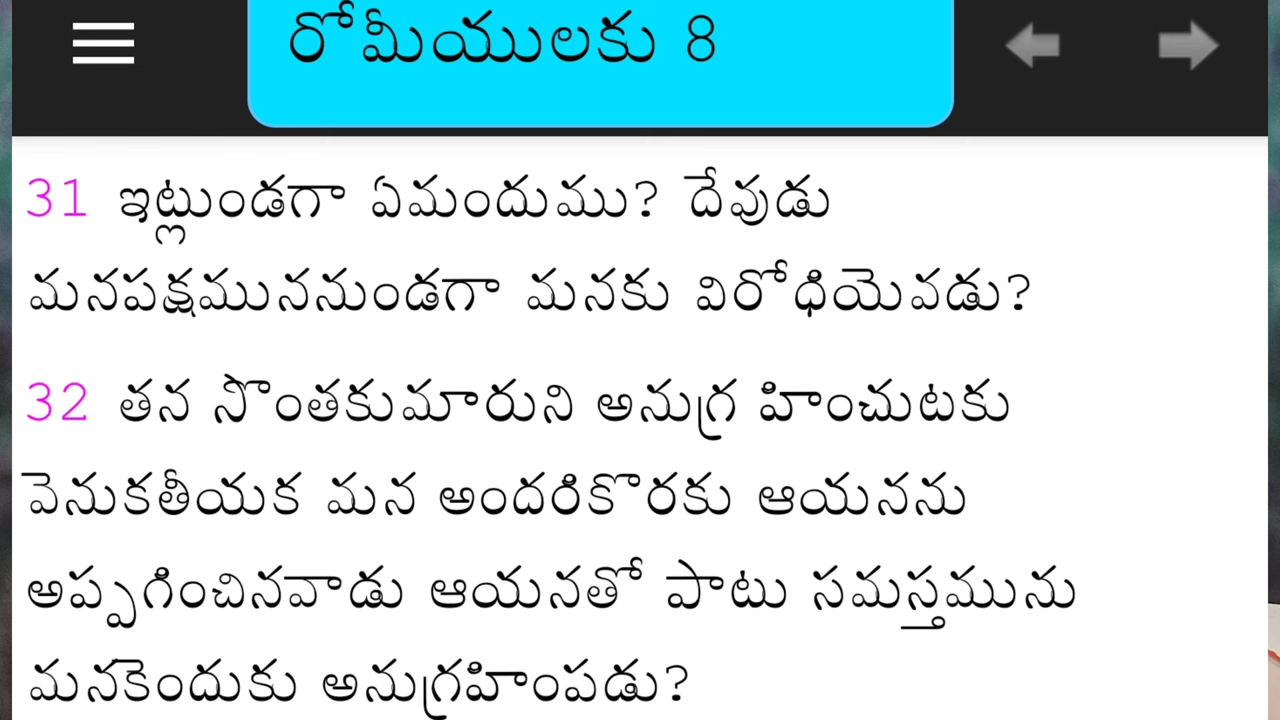 రోమీయులకు 8
31 ఇట్లుండగా ఏమందుము? దేవుడు
మనపక్షముననుండగా మనకు విరోధియెవడు?
32 తన సొంతకుమారుని అనుగ్ర హించుటకు
వెనుకతీయక మన అందరికొరకు ఆయనను
అప్పగించినవాడు ఆయనతో పాటు సమస్తమును
మనకెందుకు అనుగ్రహింపడు?